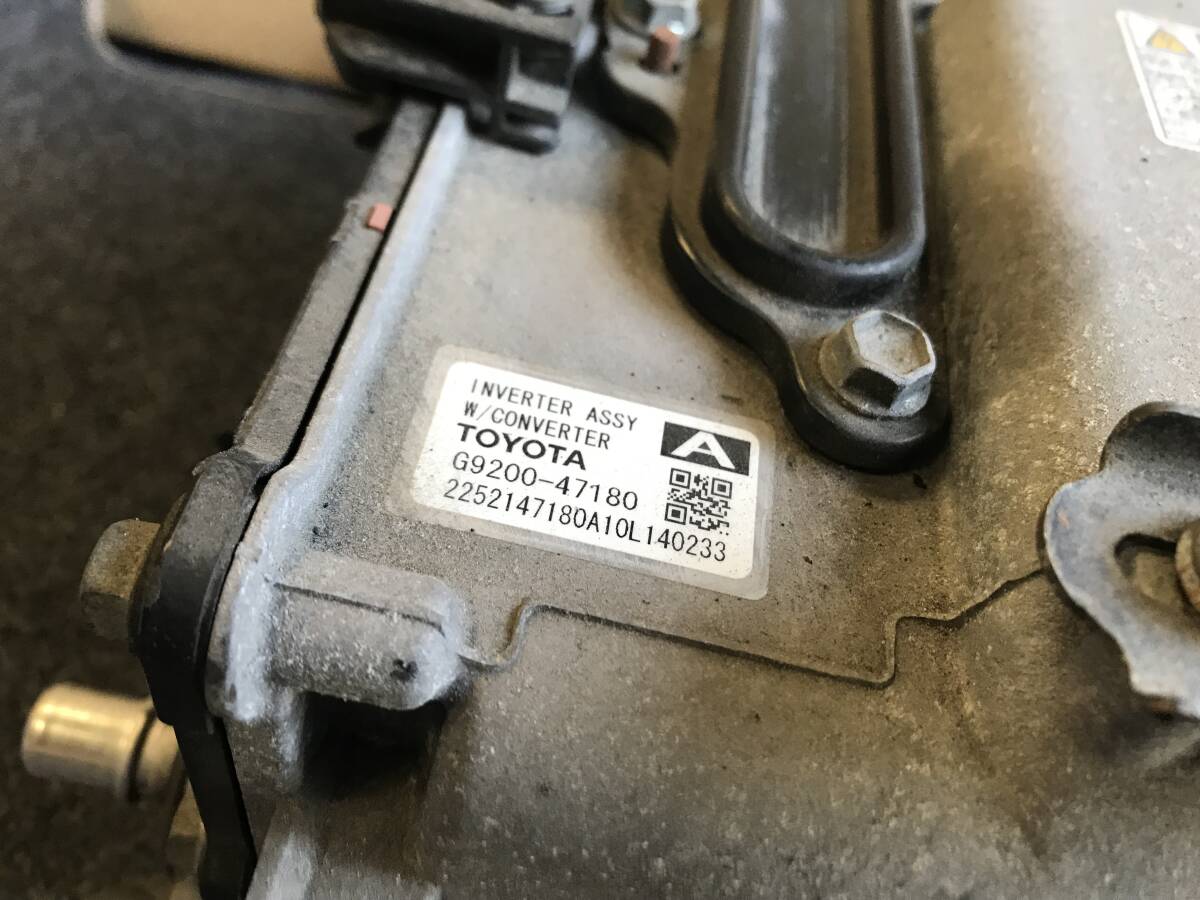 INVERTER ASSY
W/CONVERTER
TOYOTA
A
G9200-47180
2252147180A10L140233